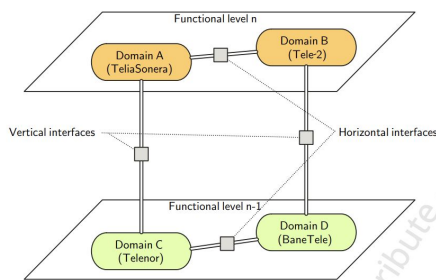 Functional level n
Domain A
(TeliaSonera)
Domain B
(Tele-2)
Vertical interfaces
Horizontal interfaces
Functional level n-1
Domain C
(Telenor)
Domain D
(BaneTele)